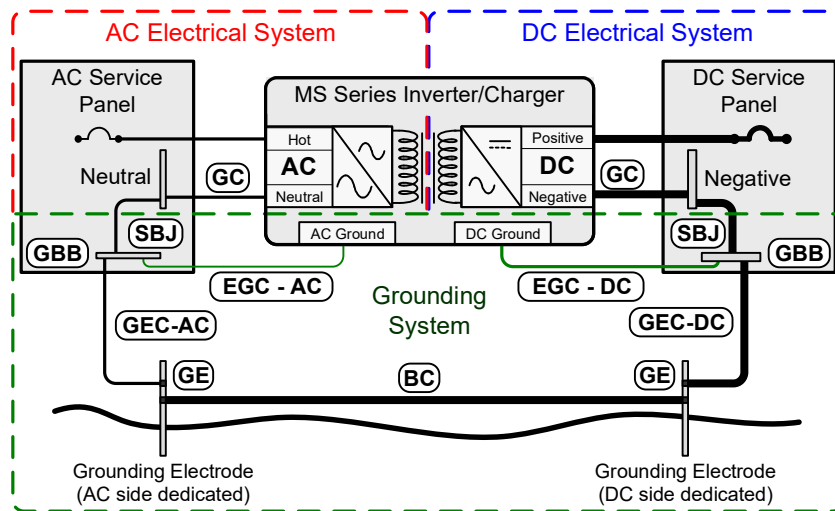 AC Electrical System
DC Electrical System
AC Service
Panel
MS Series Inverter/Charger
DC Service
Panel
Hot
AC
Neutral
Positive
DC
Negative
Neutral
GC
GC
Negative
SBJ
SBJ
GBB
GBB
AC Ground
DC Ground
EGC - AC
EGC - DC
Grounding
System
GEC-AC
GEC-DC
GE
BC
GE
Grounding Electrode
(AC side dedicated)
Grounding Electrode
(DC side dedicated)